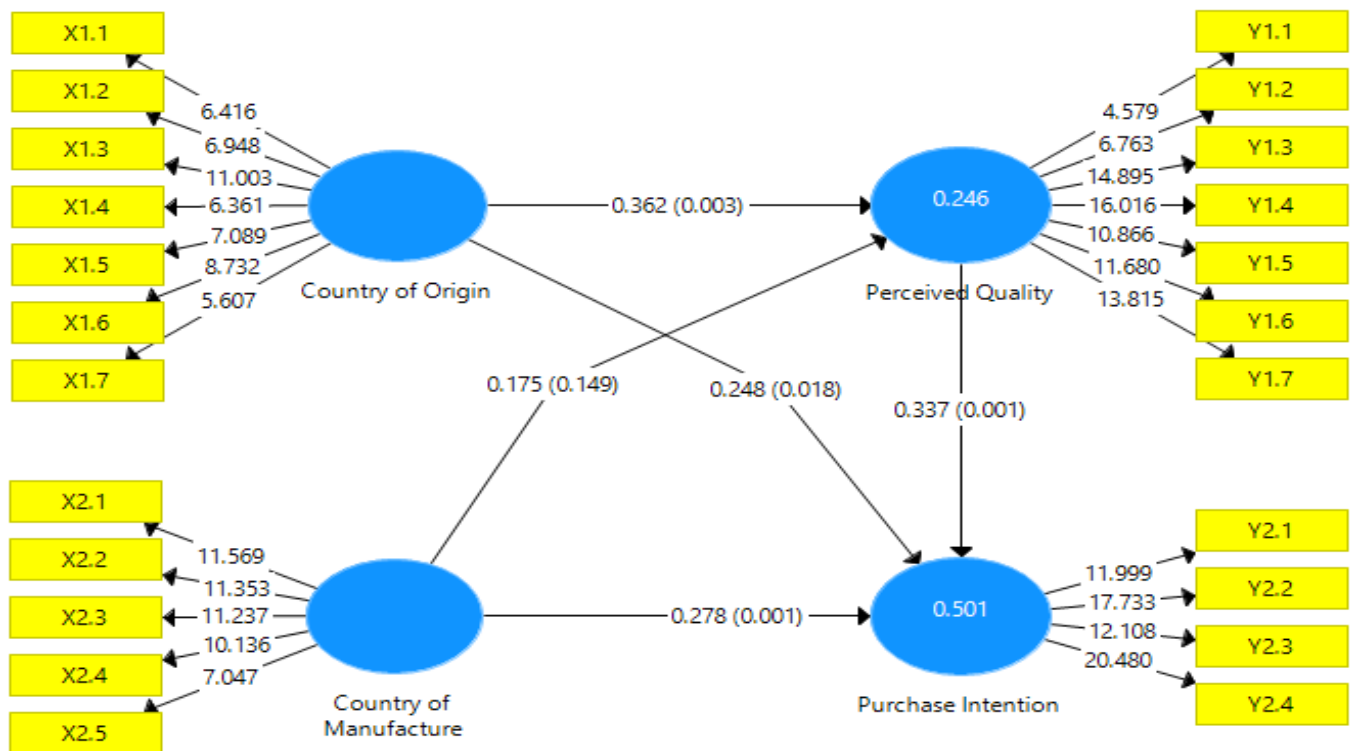 X1.1
X1.2
X1.3
X1.4
X1.5
X1.6
X1.7
6.416
6.948
11.003
6.361
7.089
8.732
5.607
Country of Origin
0.362 (0.003)
0.246
Perceived Quality
4.579
6.763
14.895
16.016
10.866
11.680
13.815
Y1.1
Y1.2
Y1.3
Y1.4
Y1.5
Y1.6
Y1.7
0.175 (0.149)
0.248 (0.018)
0.337 (0.001)
X2.1
X2.2
X2.3
X2.4
X2.5
11.569
11.353
11.237
10.136
7.047
Country of
Manufacture
0.278 (0.001)
0.501
Purchase Intention
11.999
17.733
12.108
20.480
Y2.1
Y2.2
Y2.3
Y2.4